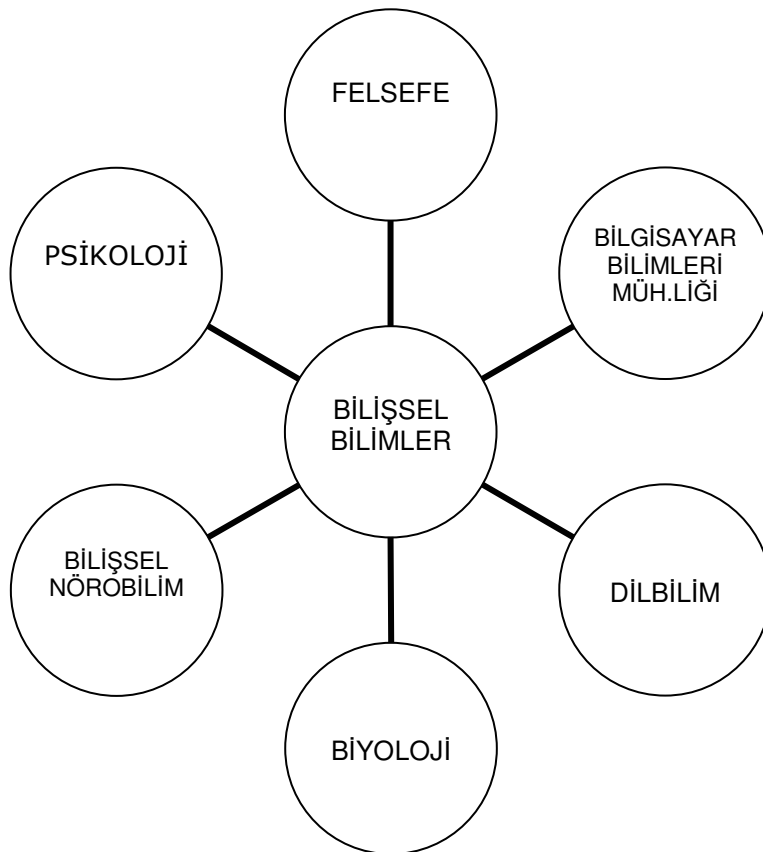 FELSEFE
PSİKOLOJİ
BİLGİSAYAR
BİLİMLERİ
MÜH.LİĞİ
BİLİŞSEL
BİLİMLER
BİLİŞSEL
NÖROBİLİM
DİLBİLİM
BİYOLOJİ